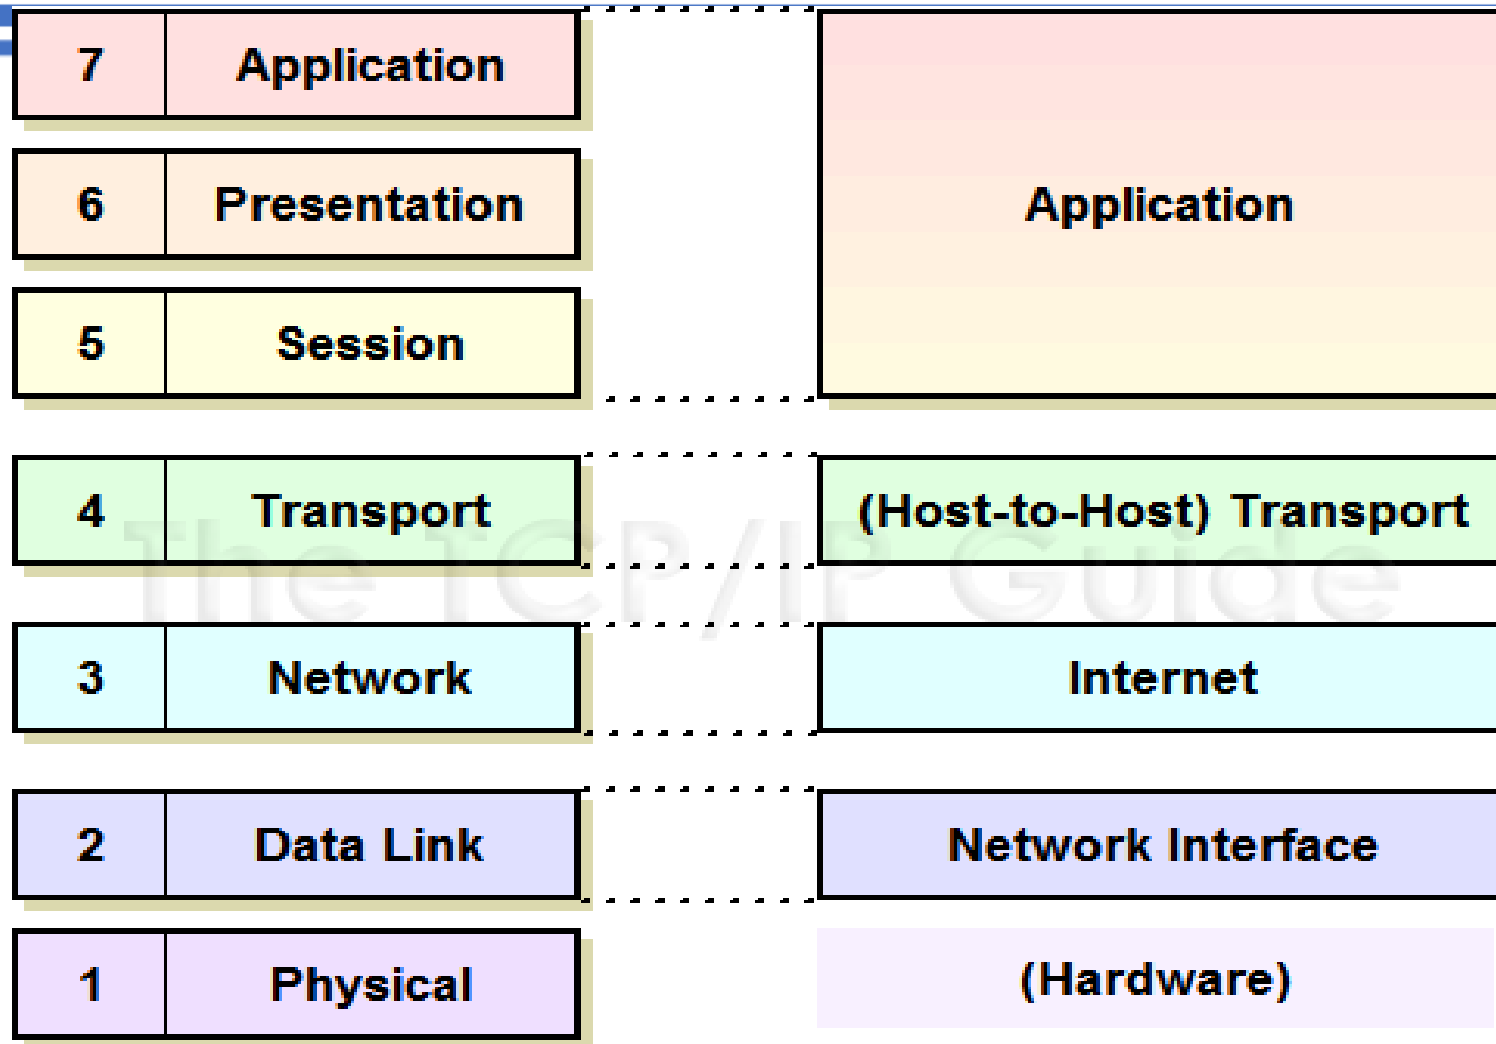 7 Application
6 Presentation
5 Session
4 Transport
3 Network
2 Data Link
1 Physical
Application
(Host-to-Host) Transport
Internet
Network Interface
(Hardware)
The TCP/IP Guide